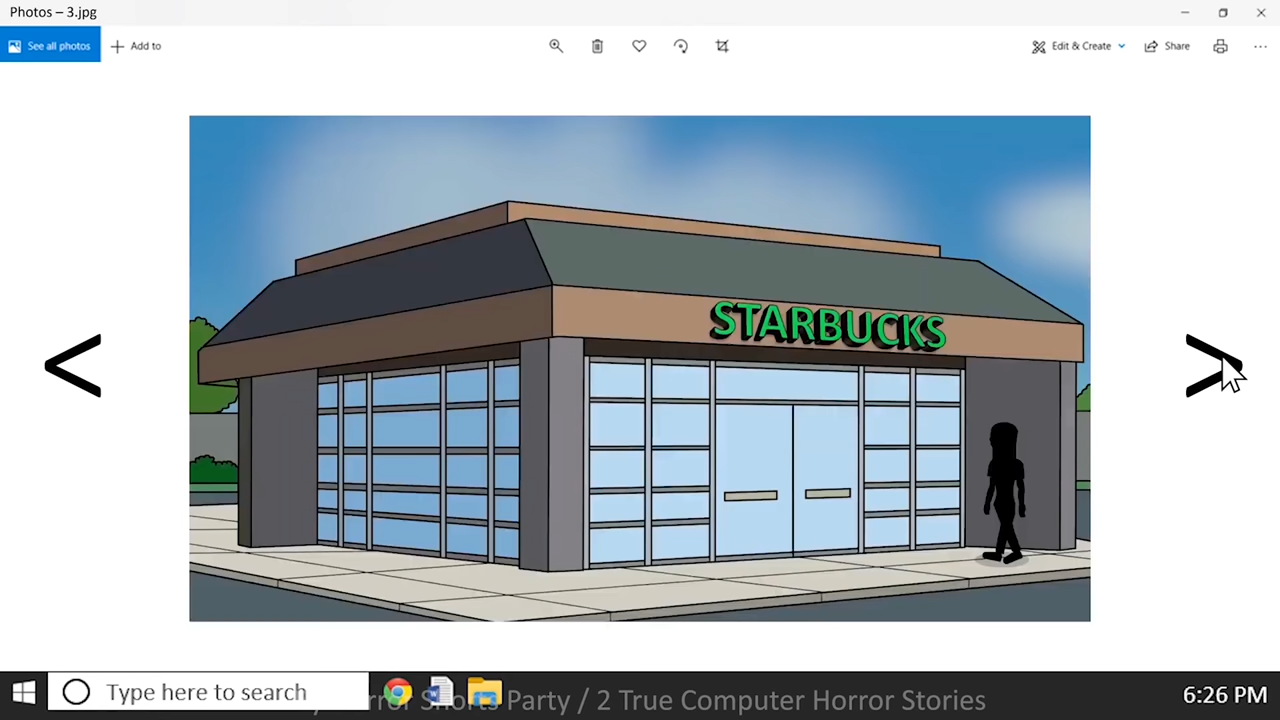 Photos – 3.jpg
See all photos
Add to
Edit & Create
Share
STARBUCKS
Type here to search
Party / 2 True Computer Horror Stories
6:26 PM